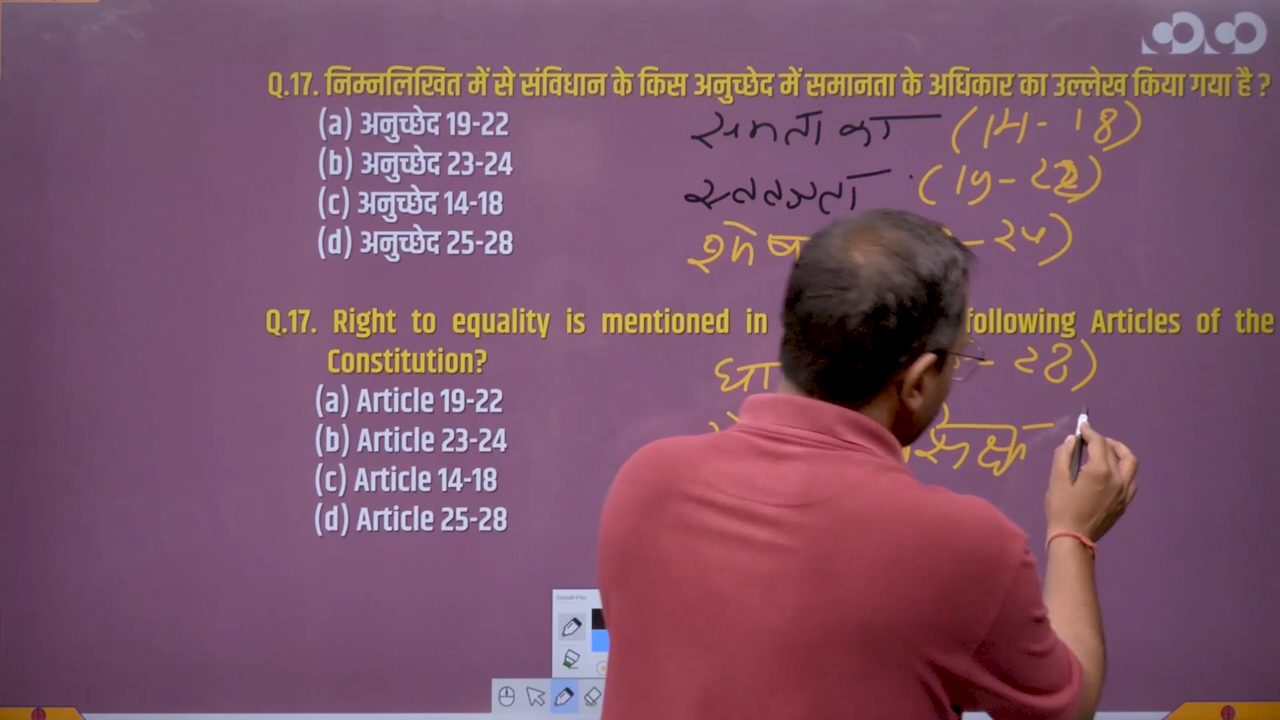 Q.17. निम्नलिखित में से संविधान के किस अनुच्छेद में समानता के अधिकार का उल्लेख किया गया है ?
(a) अनुच्छेद 19-22
(b) अनुच्छेद 23-24
(c) अनुच्छेद 14-18
(d) अनुच्छेद 25-28
समता का (14-18)
(19-22)
- 24)
Q.17. Right to equality is mentioned in following Articles of the
Constitution?
- 28)
(a) Article 19-22
(b) Article 23-24
(c) Article 14-18
(d) Article 25-28